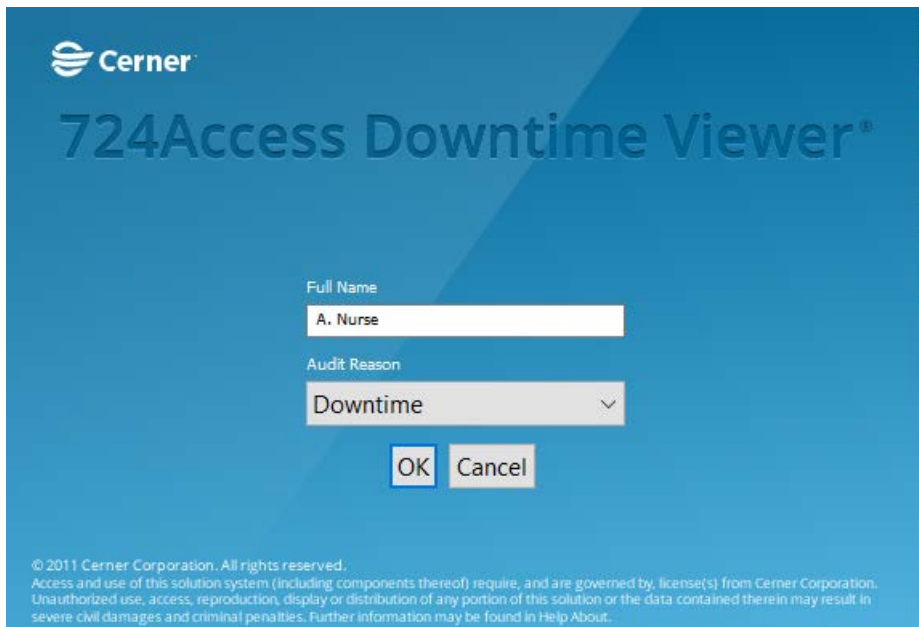 Cerner
724Access Downtime Viewer®
Full Name
A. Nurse
Audit Reason
Downtime
OK Cancel
© 2011 Cerner Corporation. All rights reserved.
Access and use of this solution system (including components thereof) require, and are governed by, license(s) from Cerner Corporation.
Unauthorized use, access, reproduction, display or distribution of any portion of this solution or the data contained therein may result in
severe civil damages and criminal penalties. Further information may be found in Help About.